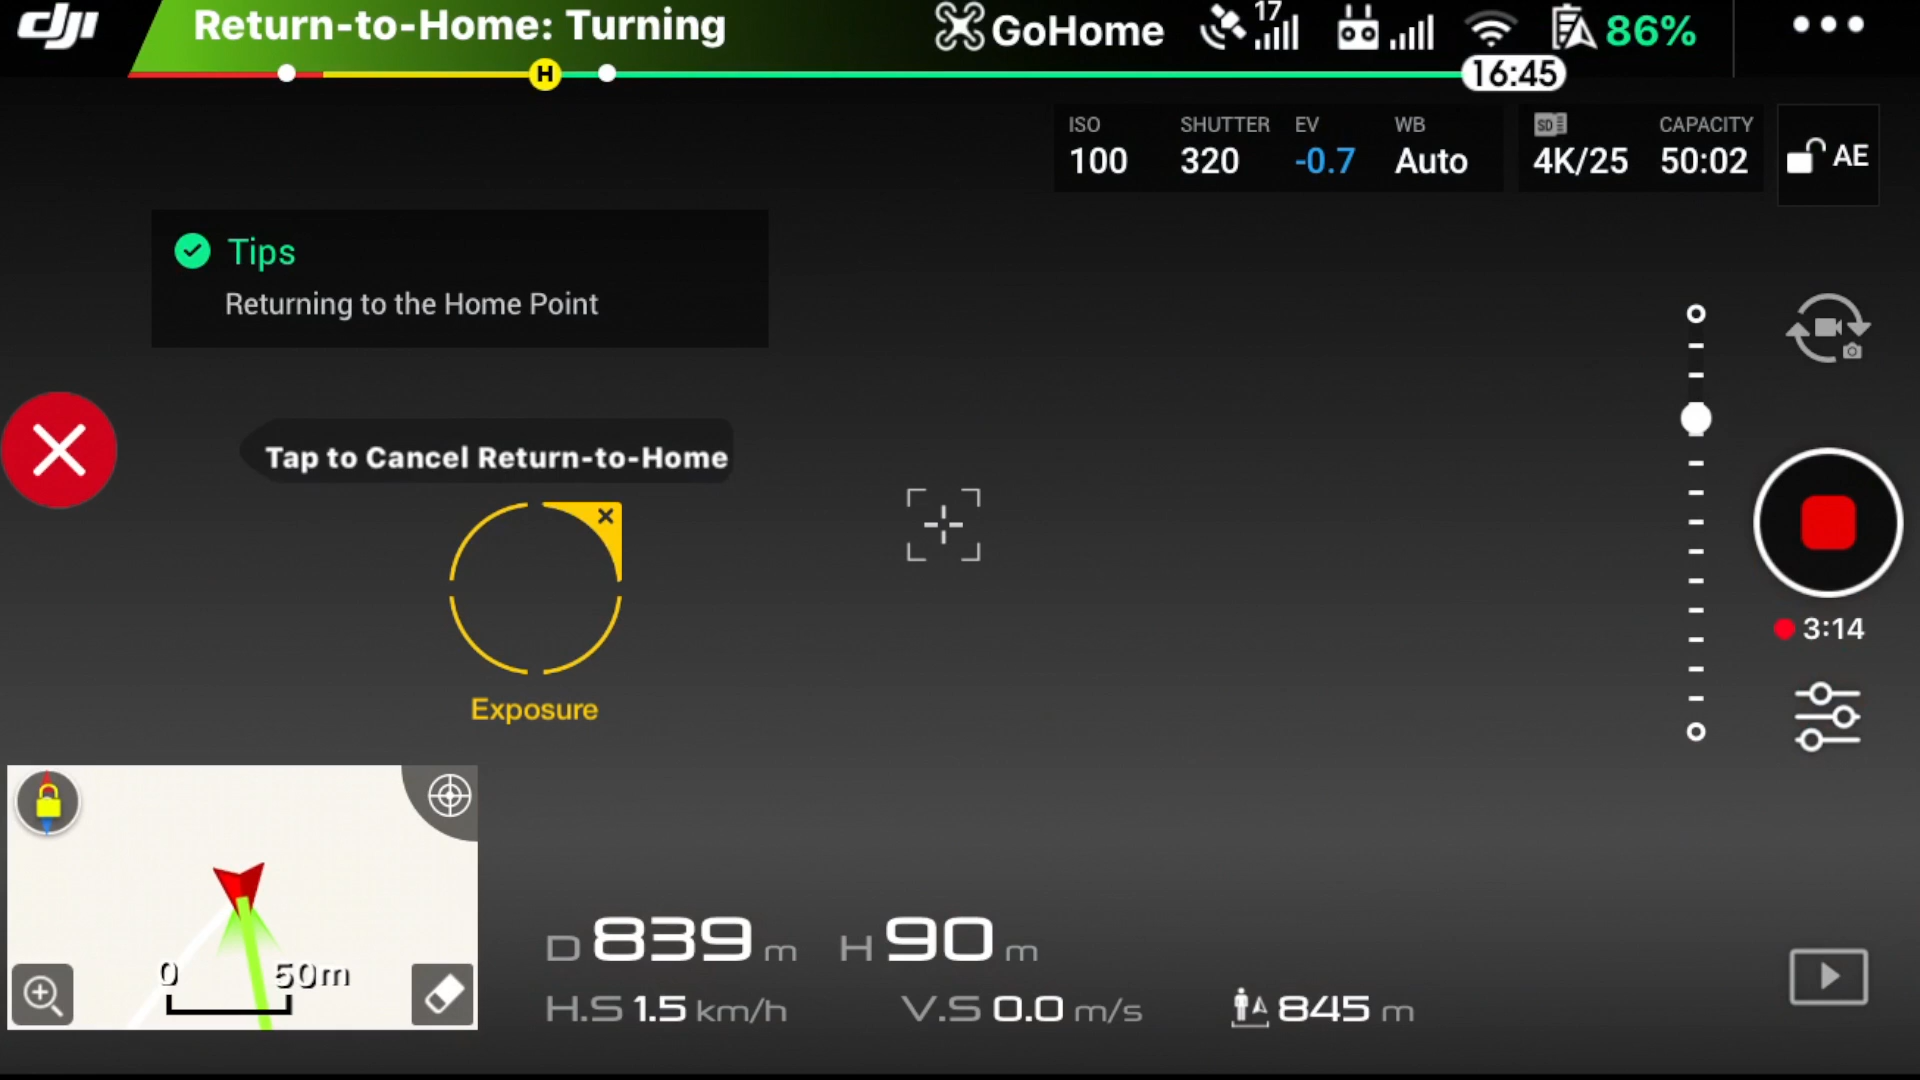 dji Return-to-Home: Turning GoHome 17 86%
H 16:45
ISO SHUTTER EV WB SD CAPACITY
100 320 -0.7 Auto 4K/25 50:02 AE
Tips
Returning to the Home Point
Tap to Cancel Return-to-Home
Exposure
3:14
0 50m
D 839 m H 90 m
H.S 1.5 km/h V.S 0.0 m/s 845 m